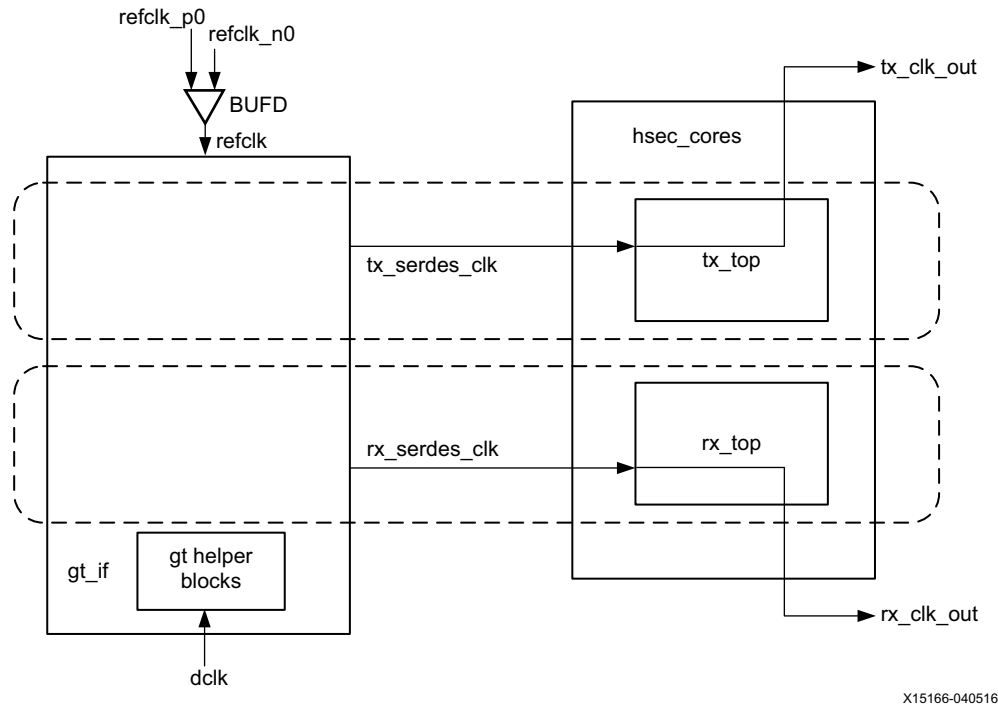 refclk_p0
refclk_n0
BUFD
refclk
tx_clk_out
hsec_cores
tx_serdes_clk
tx_top
rx_serdes_clk
rx_top
gt_if
gt helper
blocks
rx_clk_out
dclk
X15166-040516